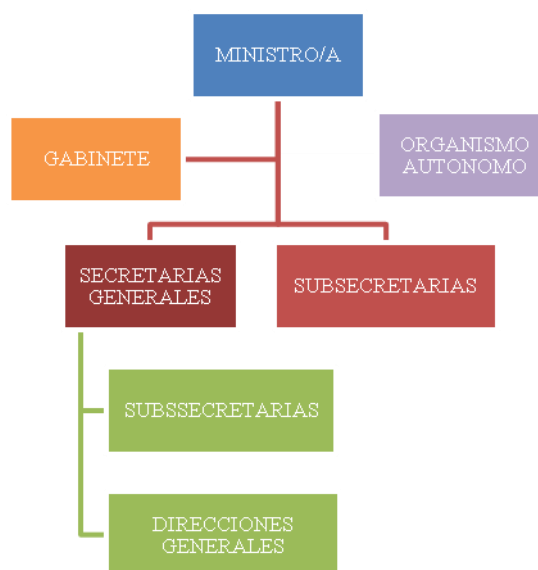 MINISTRO/A
GABINETE
ORGANISMO
AUTONOMO
SECRETARIAS
GENERALES
SUBSECRETARIAS
SUBSSECRETARIAS
DIRECCIONES
GENERALES